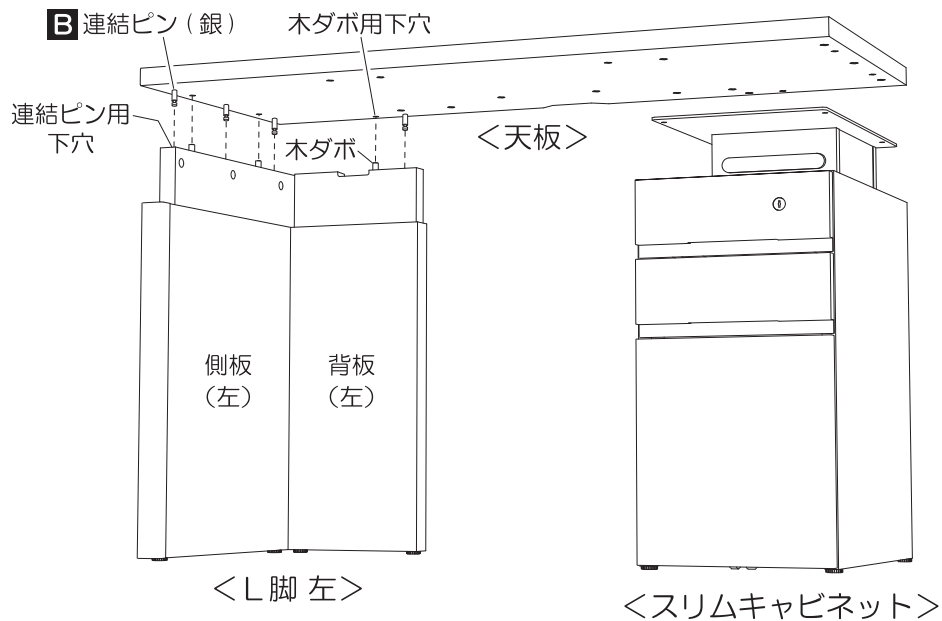 B 連結ピン(銀)
木ダボ用下穴
連結ピン用
下穴
木ダボ
<天板>
側板
(左)
背板
(左)
<L脚 左>
<スリムキャビネット>